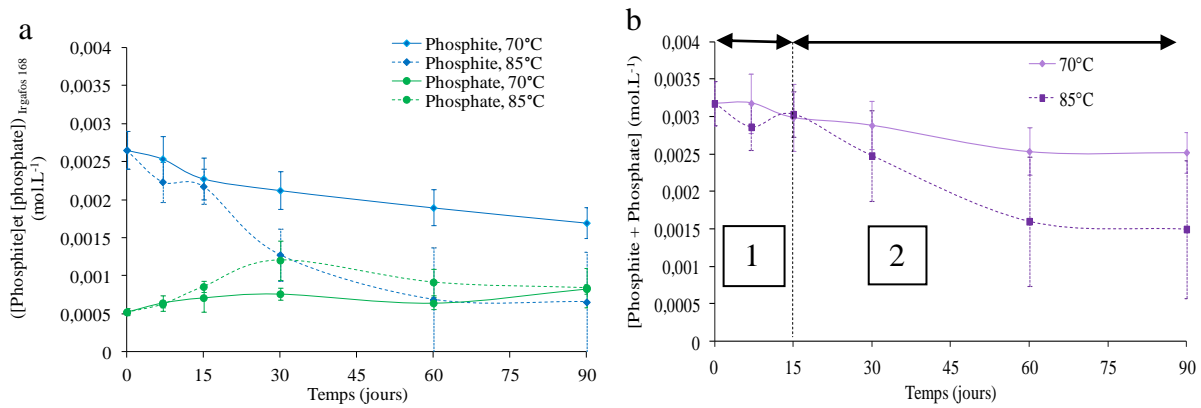 a
([Phosphite]et [phosphate]) Irgafos 168
(mol.L-1)
0,004
0,0035
0,003
0,0025
0,002
0,0015
0,001
0,0005
0
0 15 30 45 60 75 90
Temps (jours)
Phosphite, 70°C
Phosphite, 85°C
Phosphate, 70°C
Phosphate, 85°C
b
[Phosphite + Phosphate] (mol.L-1)
0,004
0,0035
0,003
0,0025
0,002
0,0015
0,001
0,0005
0
0 15 30 45 60 75 90
Temps (jours)
70°C
85°C
1
2